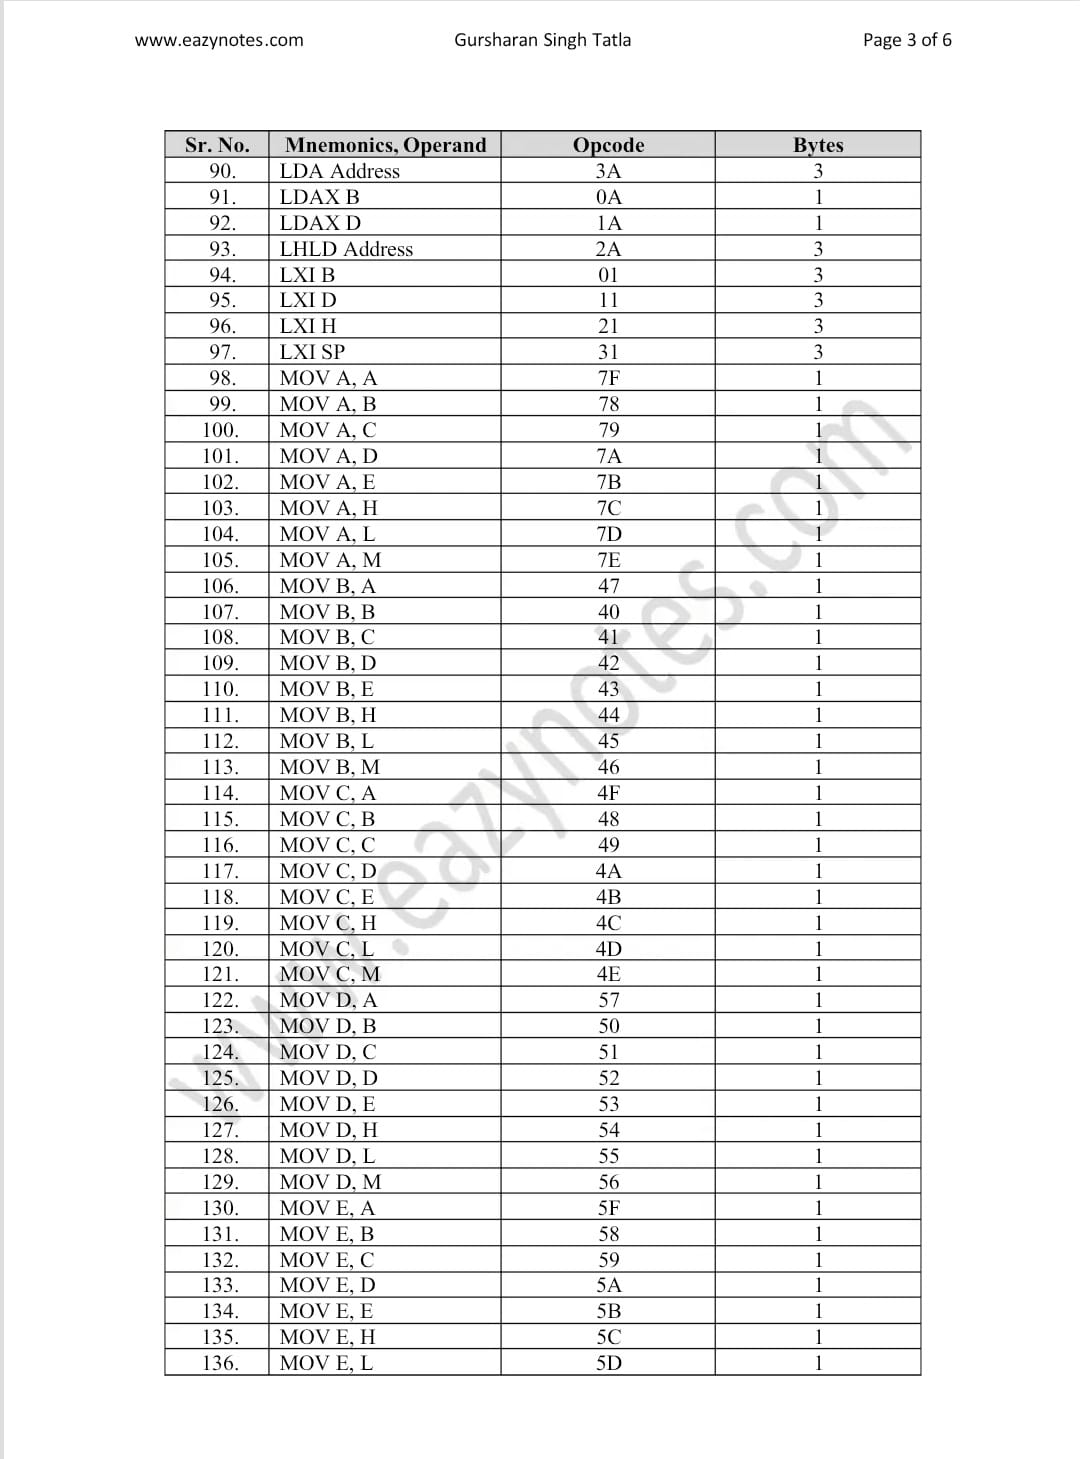 www.eazynotes.com Gursharan Singh Tatla Page 3 of 6
Sr. No. Mnemonics, Operand Opcode Bytes
90. LDA Address 3A 3
91. LDAX B 0A 1
92. LDAX D 1A 1
93. LHLD Address 2A 3
94. LXI B 01 3
95. LXI D 11 3
96. LXI H 21 3
97. LXI SP 31 3
98. MOV A, A 7F 1
99. MOV A, B 78 1
100. MOV A, C 79 1
101. MOV A, D 7A 1
102. MOV A, E 7B 1
103. MOV A, H 7C 1
104. MOV A, L 7D 1
105. MOV A, M 7E 1
106. MOV B, A 47 1
107. MOV B, B 40 1
108. MOV B, C 41 1
109. MOV B, D 42 1
110. MOV B, E 43 1
111. MOV B, H 44 1
112. MOV B, L 45 1
113. MOV B, M 46 1
114. MOV C, A 4F 1
115. MOV C, B 48 1
116. MOV C, C 49 1
117. MOV C, D 4A 1
118. MOV C, E 4B 1
119. MOV C, H 4C 1
120. MOV C, L 4D 1
121. MOV C, M 4E 1
122. MOV D, A 57 1
123. MOV D, B 50 1
124. MOV D, C 51 1
125. MOV D, D 52 1
126. MOV D, E 53 1
127. MOV D, H 54 1
128. MOV D, L 55 1
129. MOV D, M 56 1
130. MOV E, A 5F 1
131. MOV E, B 58 1
132. MOV E, C 59 1
133. MOV E, D 5A 1
134. MOV E, E 5B 1
135. MOV E, H 5C 1
136. MOV E, L 5D 1
www.eazynotes.com